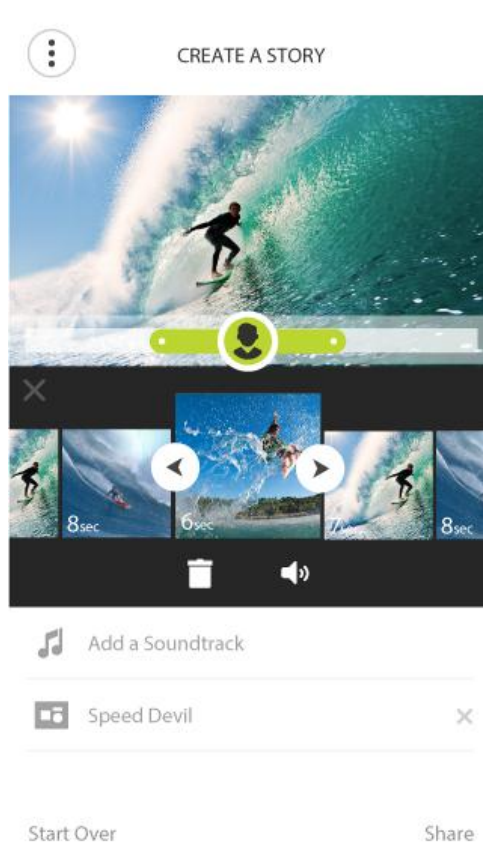 CREATE A STORY
8sec
6sec
7sec
8sec
Add a Soundtrack
Speed Devil
Start Over
Share